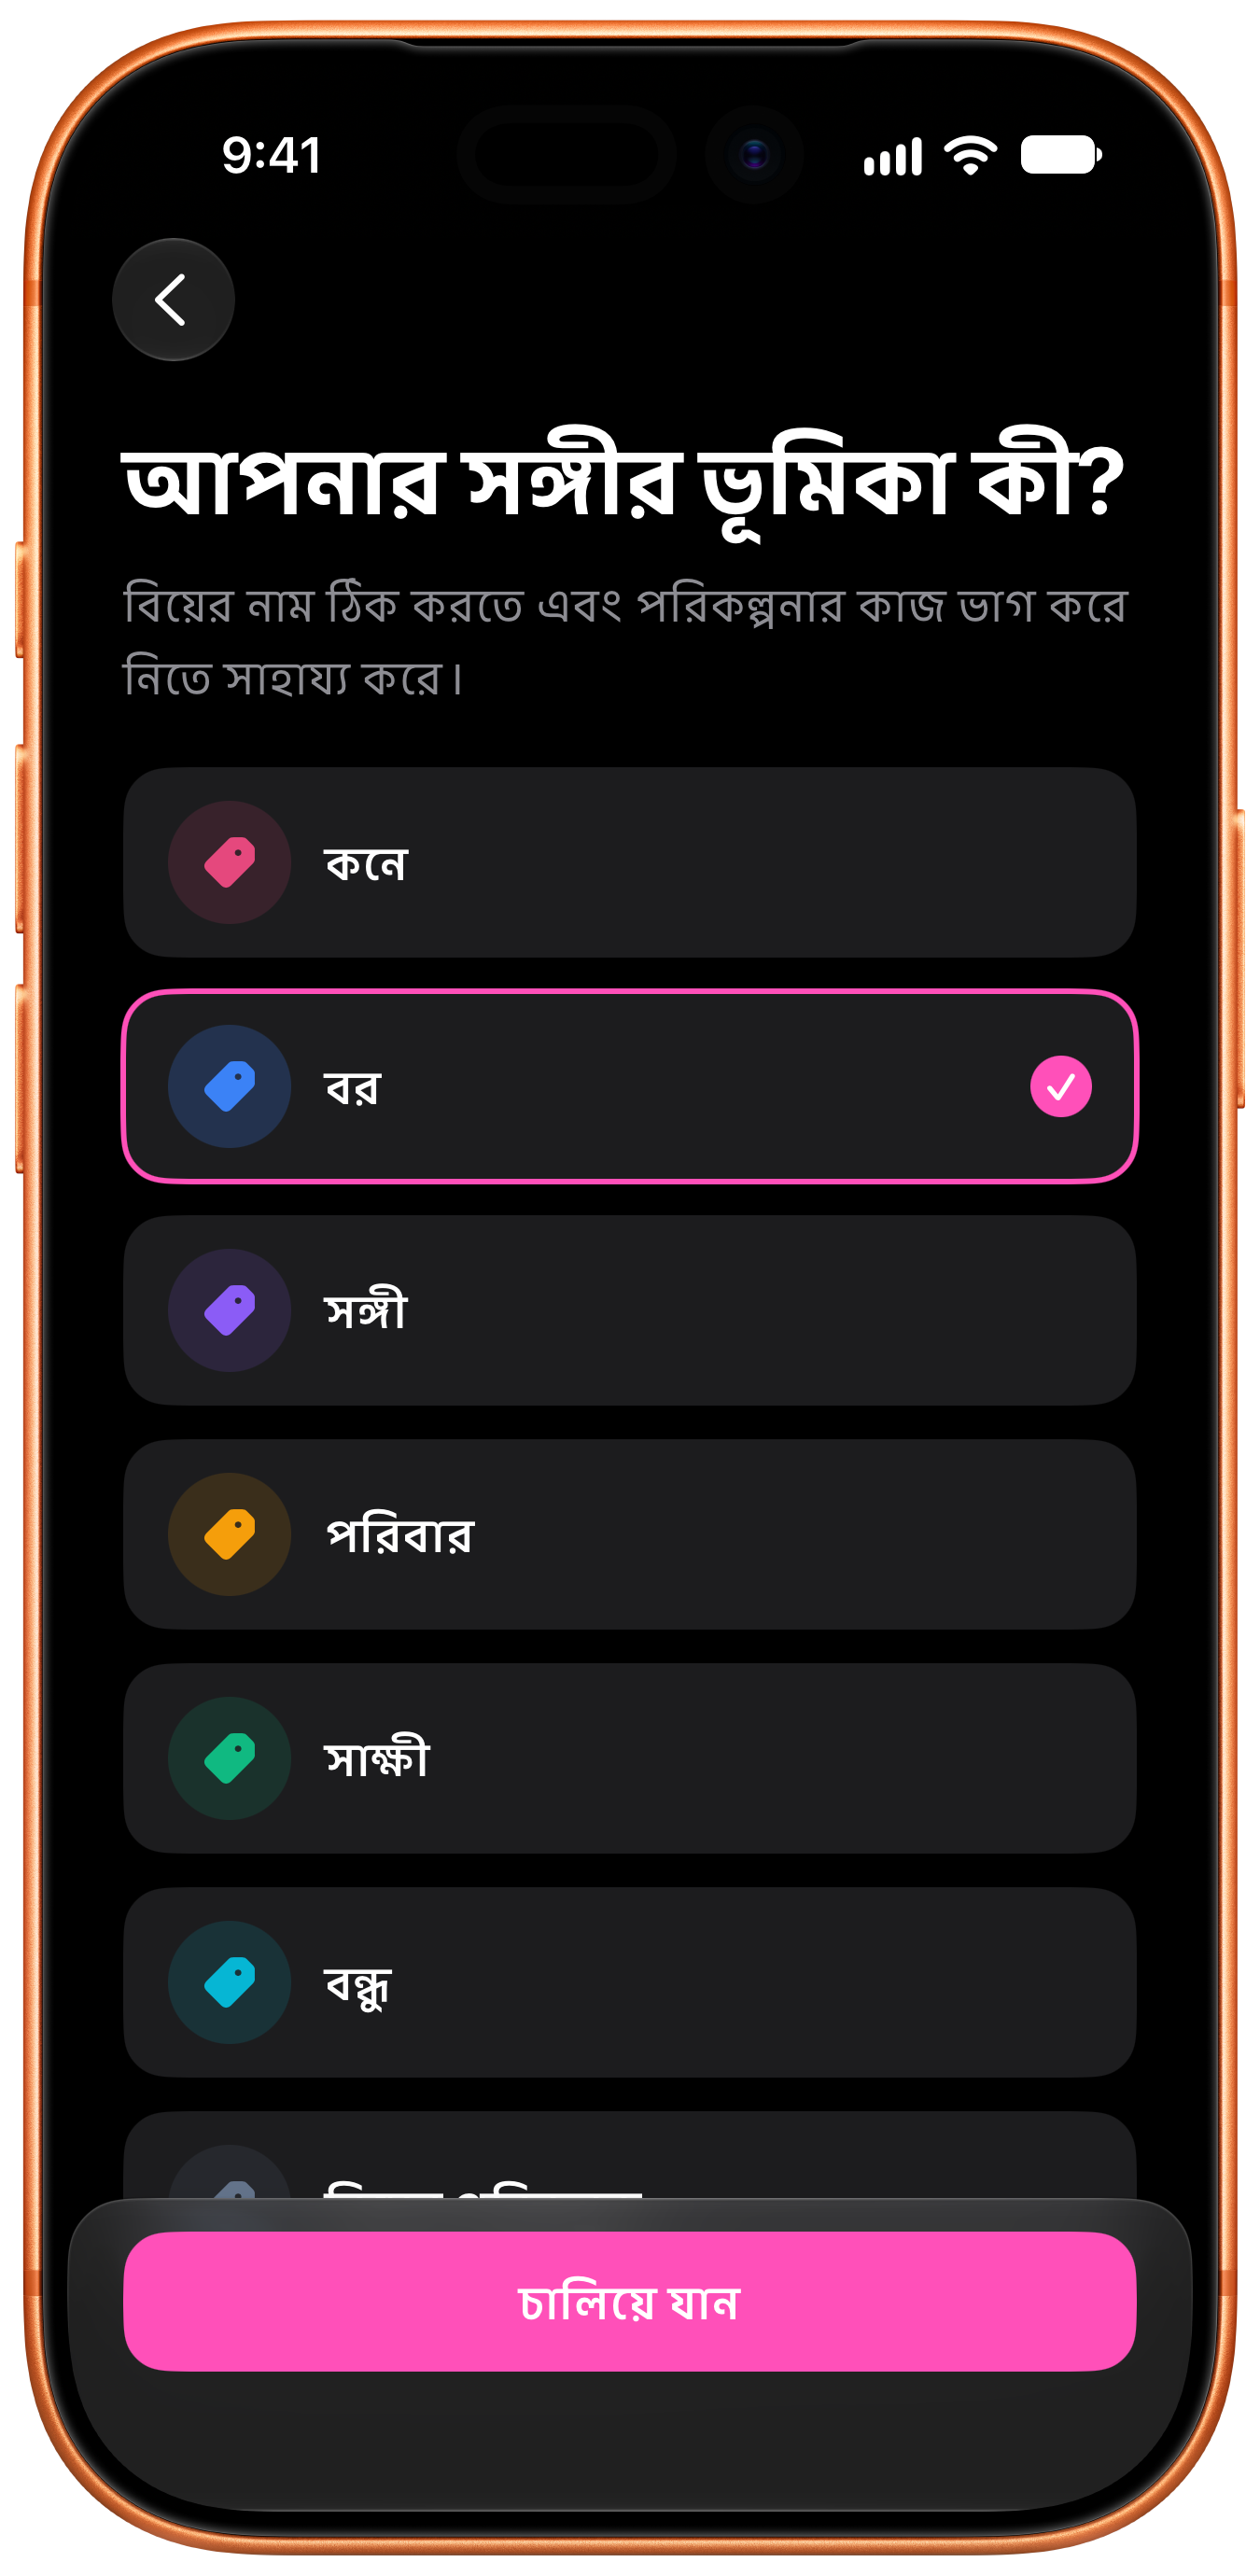 9:41
আপনার সঙ্গীর ভূমিকা কী?
বিয়ের নাম ঠিক করতে এবং পরিকল্পনার কাজ ভাগ করে
নিতে সাহায্য করে।
কনে
বর
সঙ্গী
পরিবার
সাক্ষী
বন্ধু
চালিয়ে যান